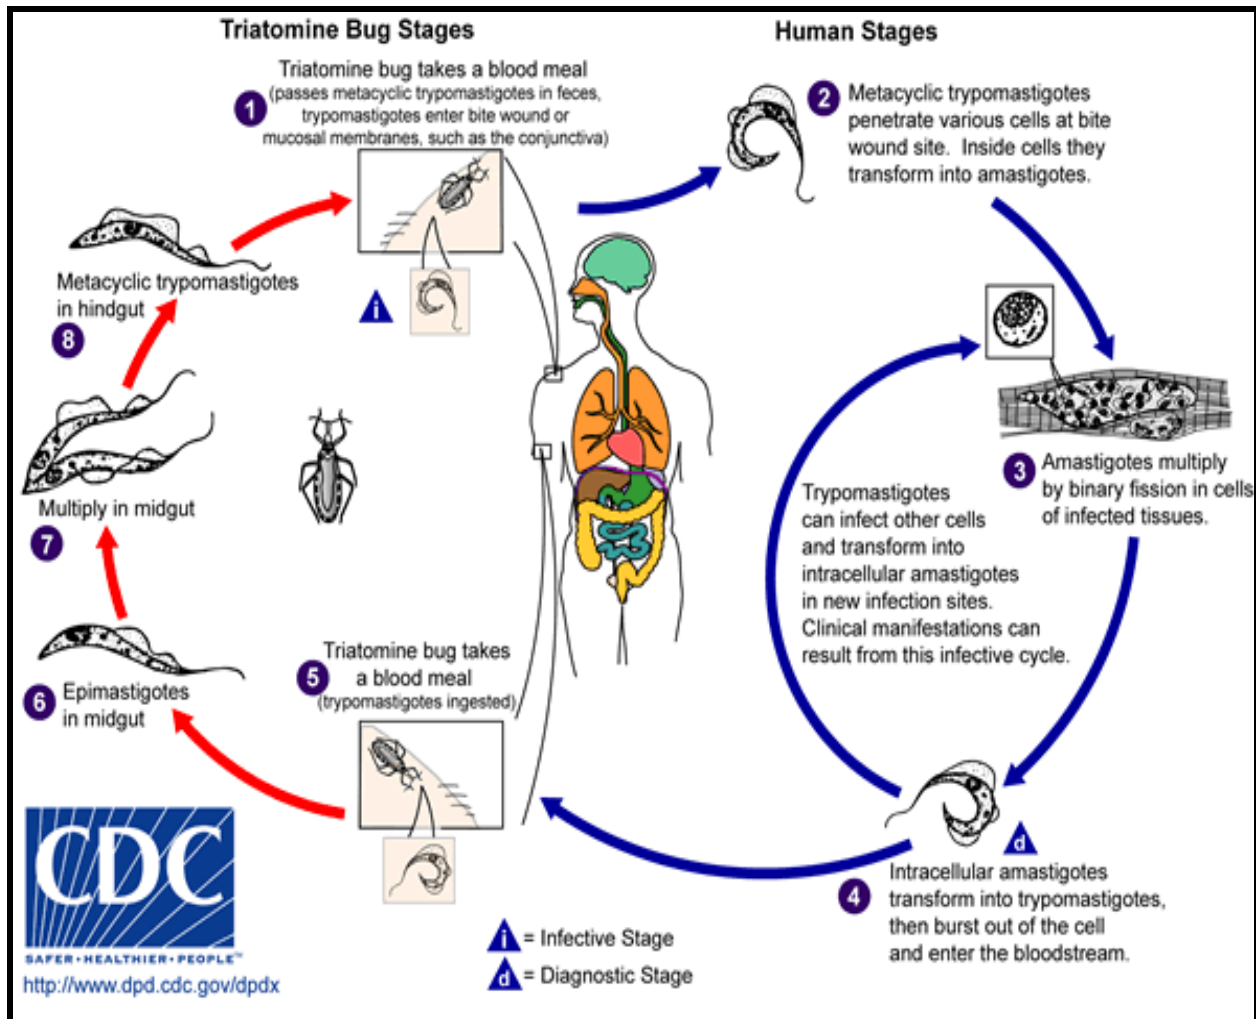 Triatomine Bug Stages
Human Stages
1
Triatomine bug takes a blood meal
(passes metacyclic trypomastigotes in feces,
trypomastigotes enter bite wound or
mucosal membranes, such as the conjunctiva)
i
2
Metacyclic trypomastigotes
penetrate various cells at bite
wound site. Inside cells they
transform into amastigotes.
3
Amastigotes multiply
by binary fission in cells
of infected tissues.
Trypomastigotes
can infect other cells
and transform into
intracellular amastigotes
in new infection sites.
Clinical manifestations can
result from this infective cycle.
d
4
Intracellular amastigotes
transform into trypomastigotes,
then burst out of the cell
and enter the bloodstream.
5
Triatomine bug takes
a blood meal
(trypomastigotes ingested)
6
Epimastigotes
in midgut
Multiply in midgut
7
Metacyclic trypomastigotes
in hindgut
8
i = Infective Stage
d = Diagnostic Stage
CDC
SAFER•HEALTHIER•PEOPLE™
http://www.dpd.cdc.gov/dpdx